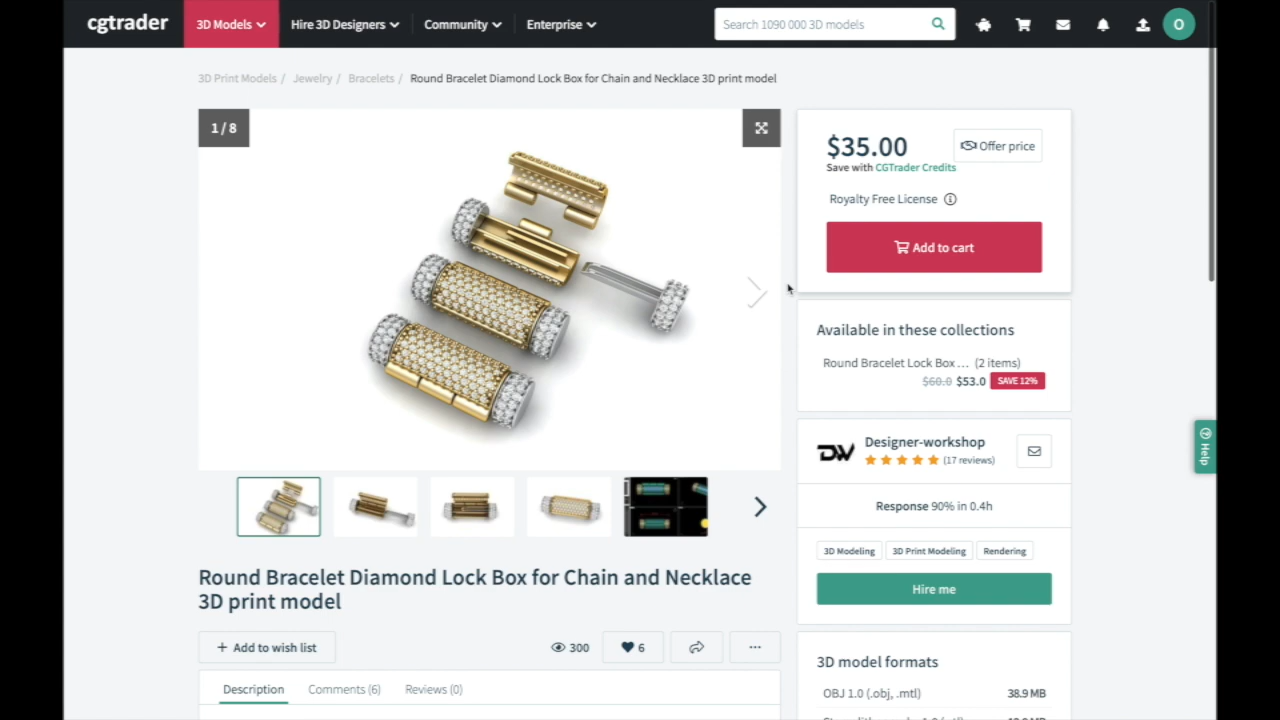 cgtrader
3D Models
Hire 3D Designers
Community
Enterprise
Search 1090 000 3D models
O
3D Print Models / Jewelry / Bracelets / Round Bracelet Diamond Lock Box for Chain and Necklace 3D print model
1 / 8
$35.00
Offer price
Save with CGTrader Credits
Royalty Free License
Add to cart
Available in these collections
Round Bracelet Lock Box ... (2 items)
$60.0 $53.0 SAVE 12%
DW
Designer-workshop
(17 reviews)
Response 90% in 0.4h
3D Modeling
3D Print Modeling
Rendering
Hire me
Help
Round Bracelet Diamond Lock Box for Chain and Necklace
3D print model
+ Add to wish list
300
6
...
Description
Comments (6)
Reviews (0)
3D model formats
OBJ 1.0 (.obj, .mtl)
38.9 MB